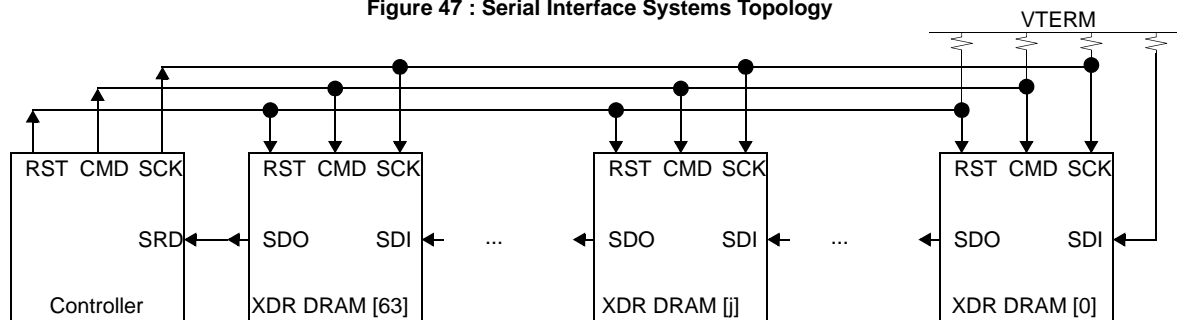 Figure 47 : Serial Interface Systems Topology
VTERM
RST CMD SCK
RST CMD SCK
RST CMD SCK
RST CMD SCK
SRD
SDO SDI
...
SDO SDI
...
SDO SDI
Controller
XDR DRAM [63]
XDR DRAM [j]
XDR DRAM [0]